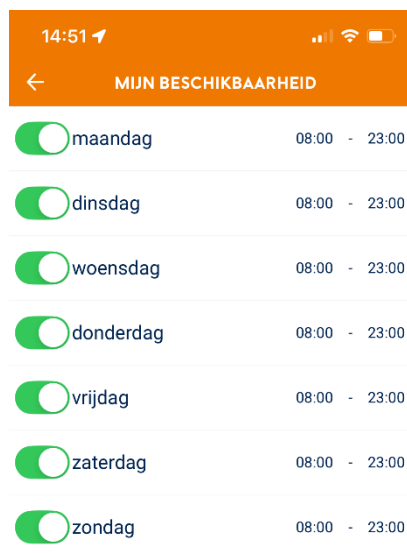 14:51
MIJN BESCHIKBAARHEID
maandag 08:00 - 23:00
dinsdag 08:00 - 23:00
woensdag 08:00 - 23:00
donderdag 08:00 - 23:00
vrijdag 08:00 - 23:00
zaterdag 08:00 - 23:00
zondag 08:00 - 23:00